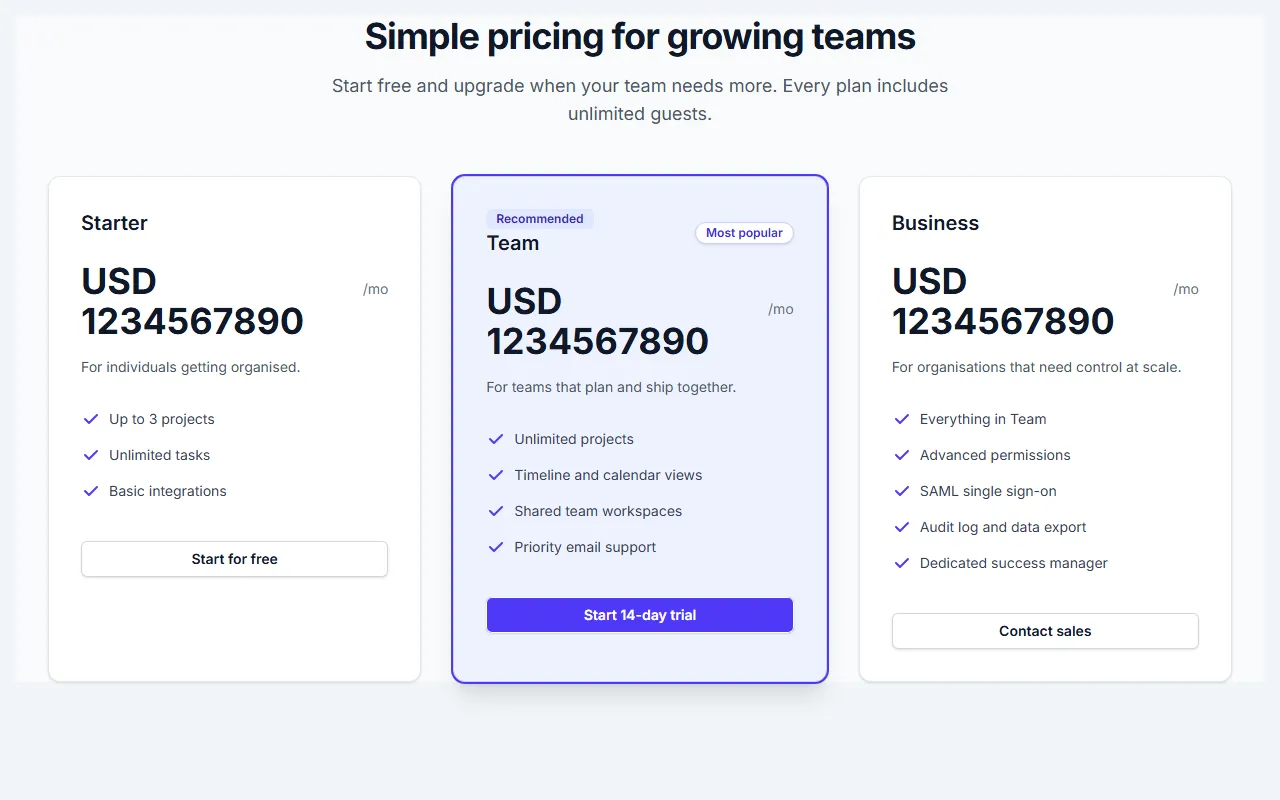 Simple pricing for growing teams
Start free and upgrade when your team needs more. Every plan includes
unlimited guests.
Starter
USD
1234567890
/mo
For individuals getting organised.
Up to 3 projects
Unlimited tasks
Basic integrations
Start for free
Recommended
Team
Most popular
USD
1234567890
/mo
For teams that plan and ship together.
Unlimited projects
Timeline and calendar views
Shared team workspaces
Priority email support
Start 14-day trial
Business
USD
1234567890
/mo
For organisations that need control at scale.
Everything in Team
Advanced permissions
SAML single sign-on
Audit log and data export
Dedicated success manager
Contact sales